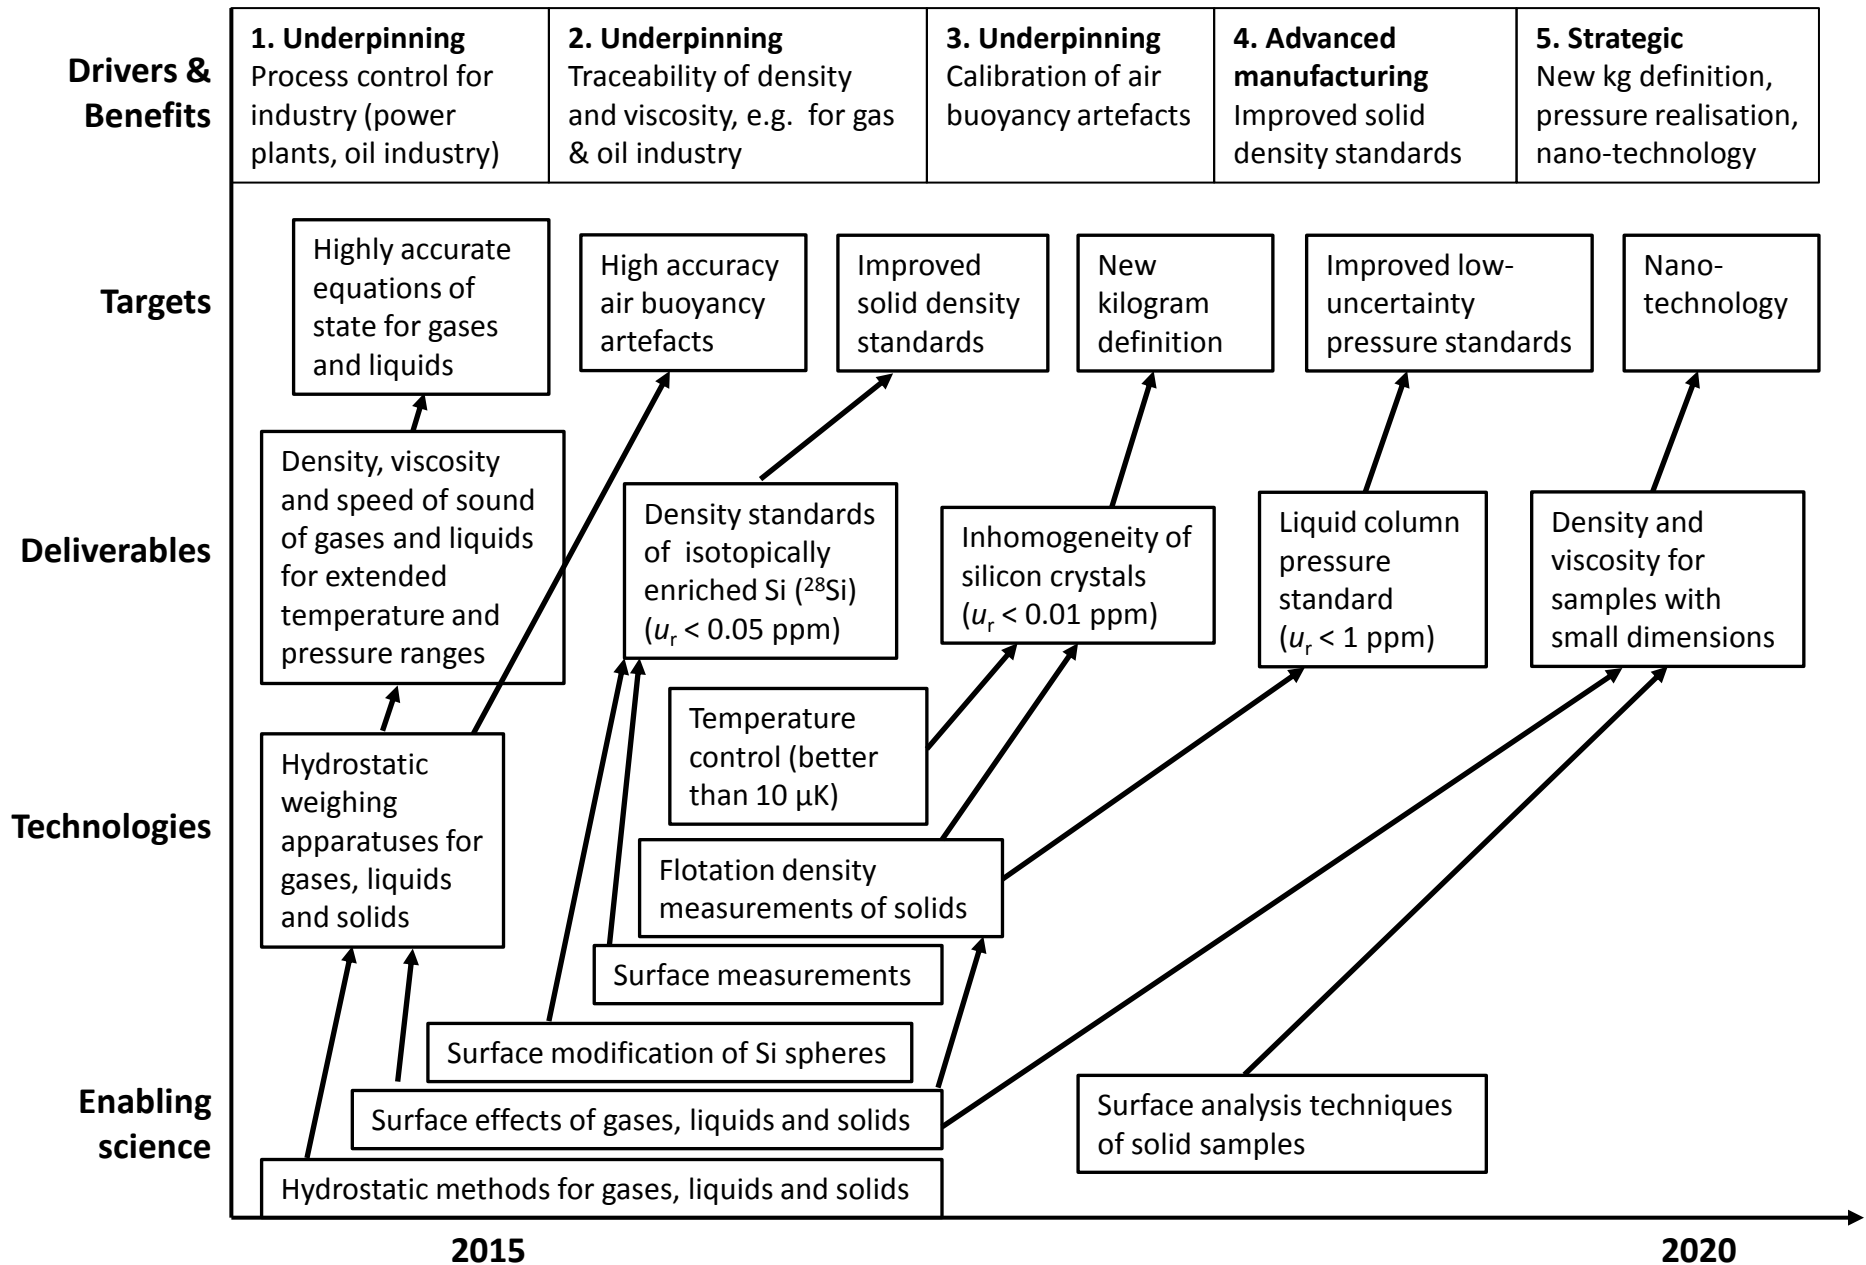 Drivers &
Benefits
1. Underpinning
Process control for
industry (power
plants, oil industry)
2. Underpinning
Traceability of density
and viscosity, e.g. for gas
& oil industry
3. Underpinning
Calibration of air
buoyancy artefacts
4. Advanced
manufacturing
Improved solid
density standards
5. Strategic
New kg definition,
pressure realisation,
nano-technology
Targets
Highly accurate
equations of
state for gases
and liquids
High accuracy
air buoyancy
artefacts
Improved
solid density
standards
New
kilogram
definition
Improved low-
uncertainty
pressure standards
Nano-
technology
Deliverables
Density, viscosity
and speed of sound
of gases and liquids
for extended
temperature and
pressure ranges
Density standards
of isotopically
enriched Si (²⁸Si)
(uᵣ < 0.05 ppm)
Inhomogeneity of
silicon crystals
(uᵣ < 0.01 ppm)
Liquid column
pressure
standard
(uᵣ < 1 ppm)
Density and
viscosity for
samples with
small dimensions
Technologies
Hydrostatic
weighing
apparatuses for
gases, liquids
and solids
Temperature
control (better
than 10 μK)
Flotation density
measurements of solids
Surface measurements
Enabling
science
Surface modification of Si spheres
Surface effects of gases, liquids and solids
Hydrostatic methods for gases, liquids and solids
Surface analysis techniques
of solid samples
2015
2020